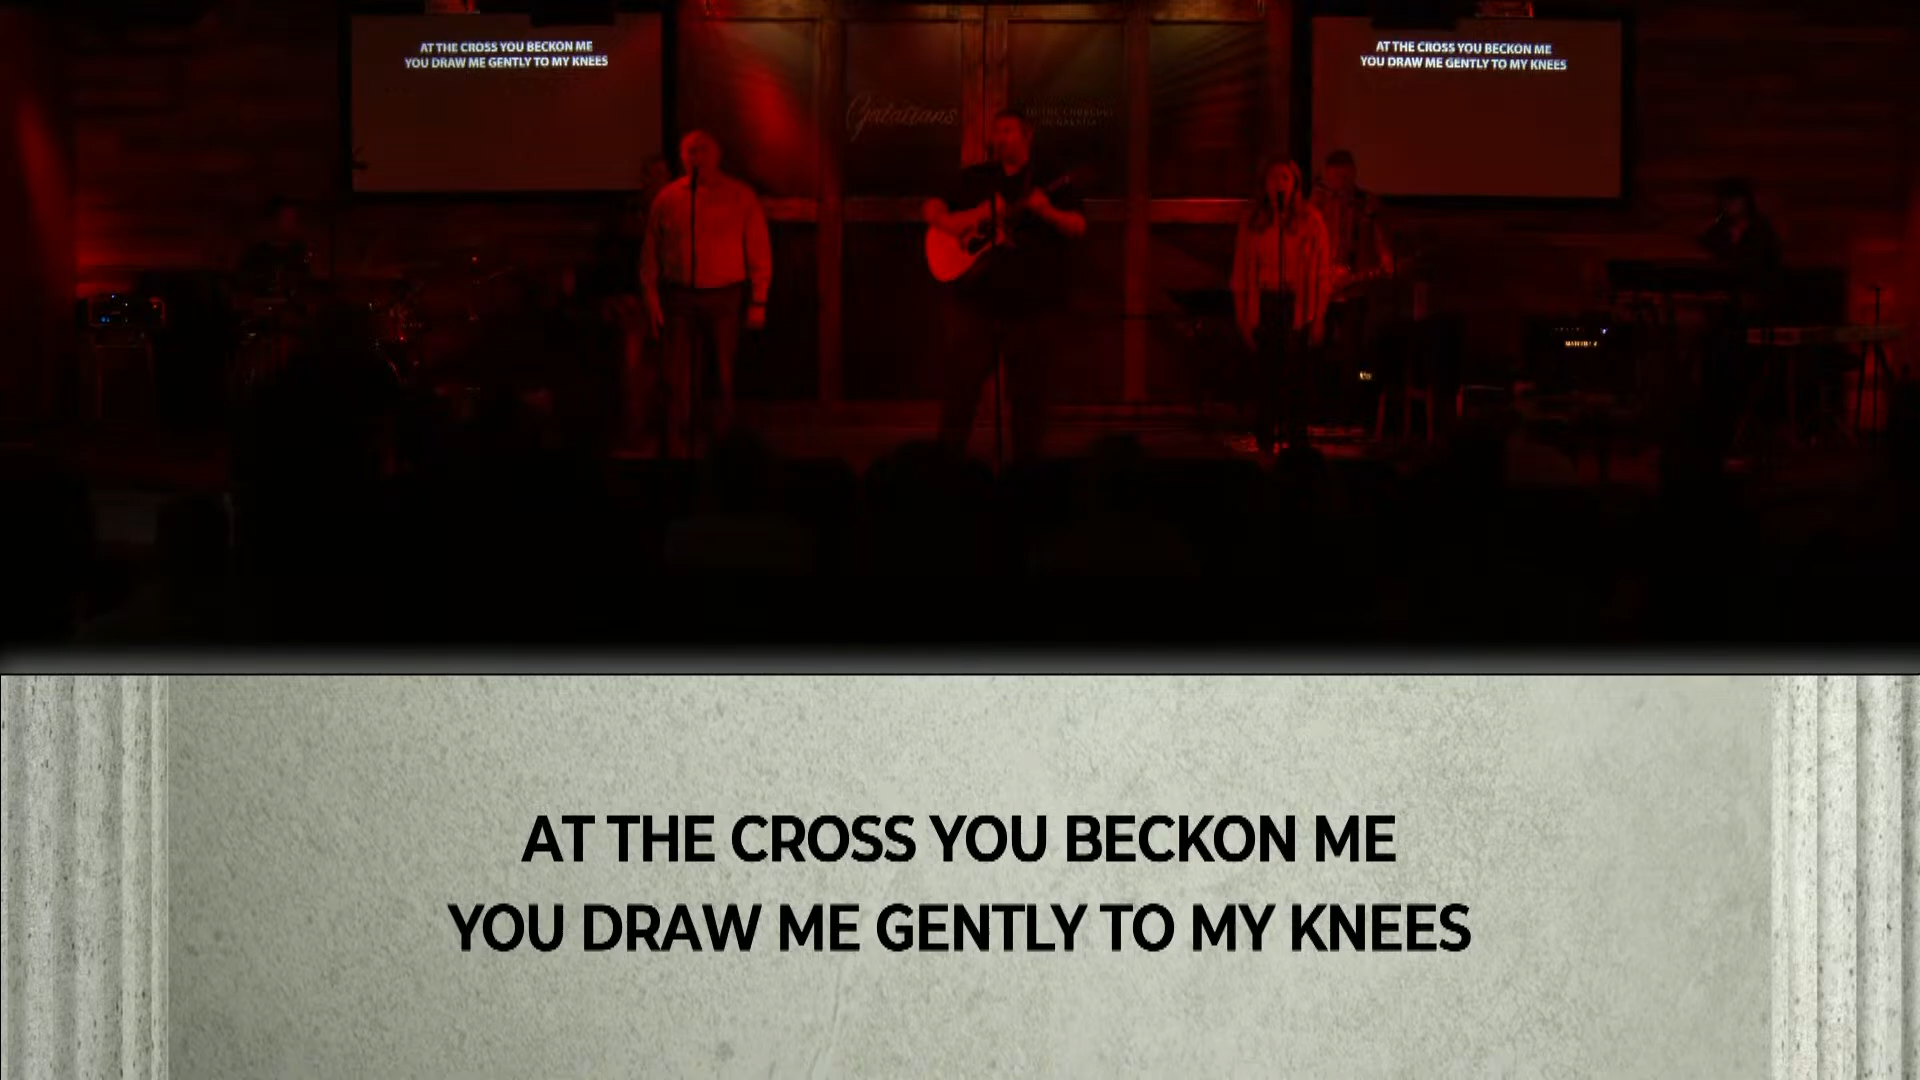 AT THE CROSS YOU BECKON ME
YOU DRAW ME GENTLY TO MY KNEES
AT THE CROSS YOU BECKON ME
YOU DRAW ME GENTLY TO MY KNEES
Galatians
AT THE CROSS YOU BECKON ME
YOU DRAW ME GENTLY TO MY KNEES